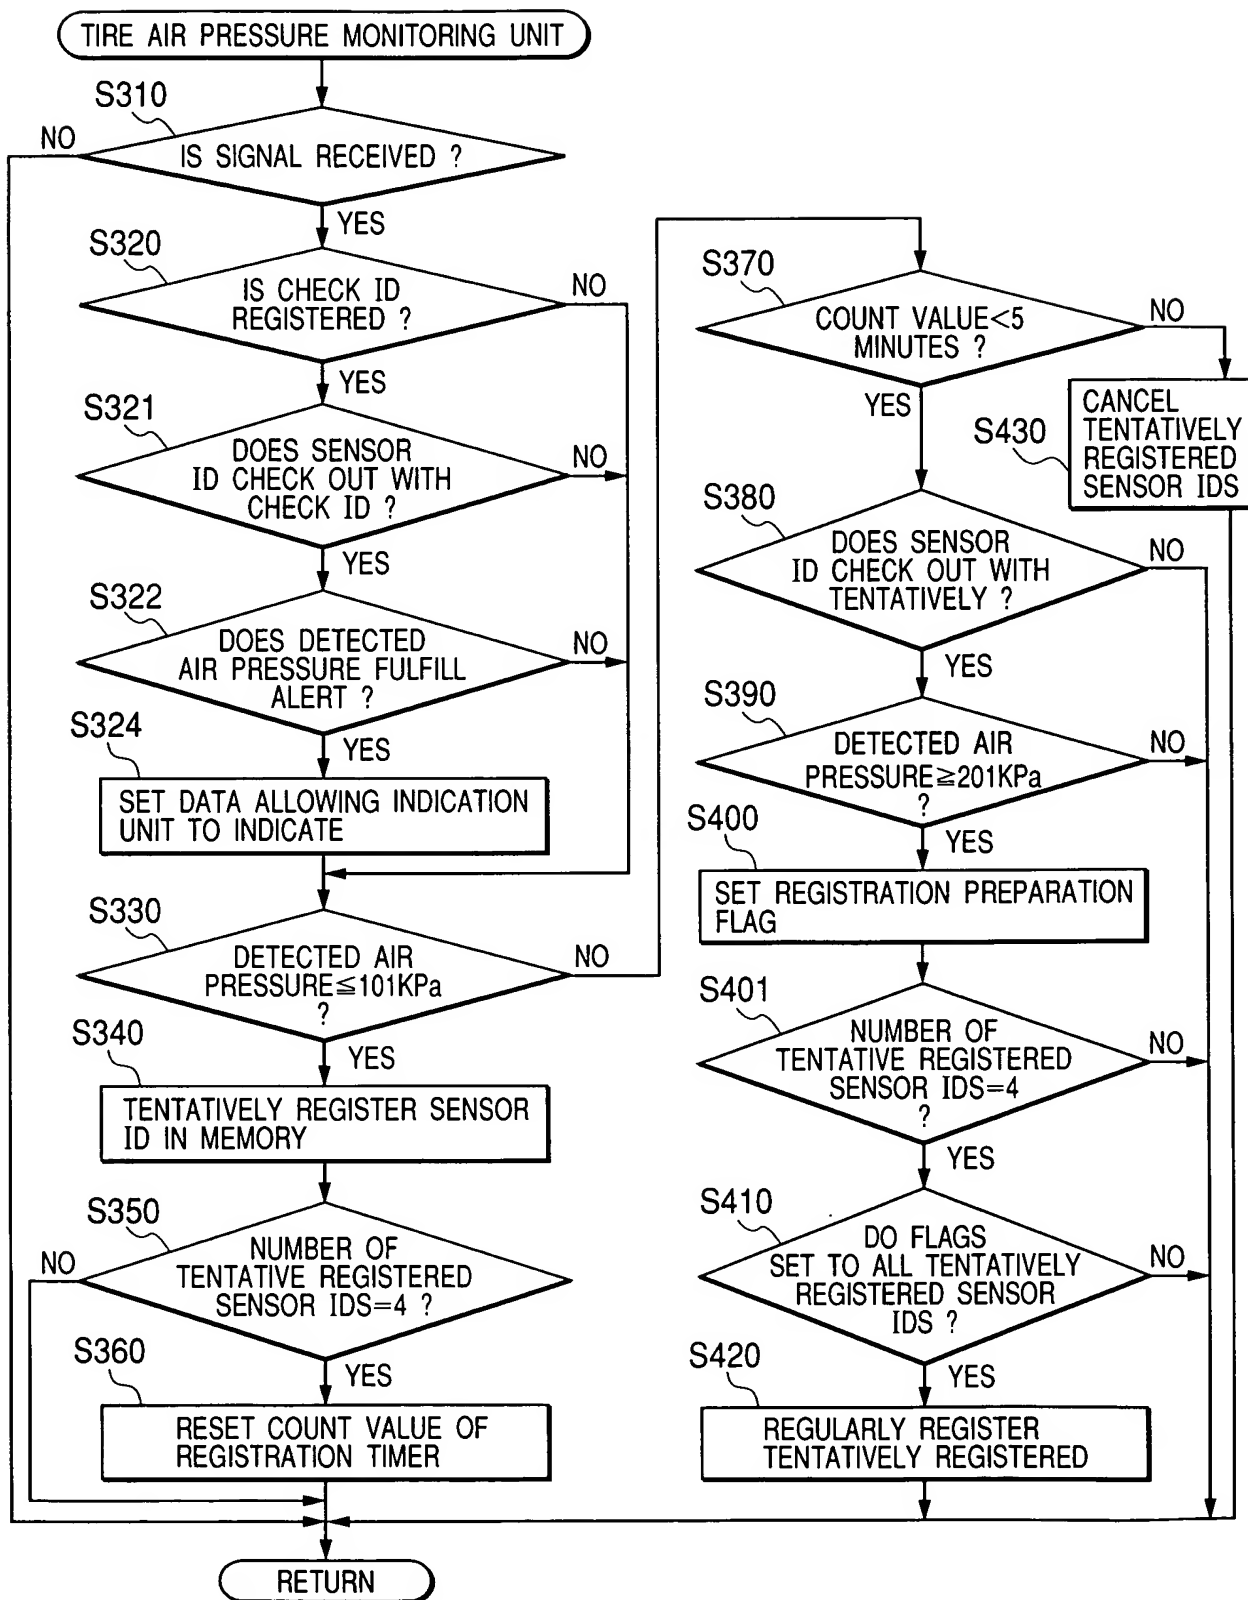 TIRE AIR PRESSURE MONITORING UNIT
S310
NO
IS SIGNAL RECEIVED ?
YES
S320
IS CHECK ID
REGISTERED ?
NO
YES
S321
DOES SENSOR
ID CHECK OUT WITH
CHECK ID ?
NO
YES
S322
DOES DETECTED
AIR PRESSURE FULFILL
ALERT ?
NO
YES
S324
SET DATA ALLOWING INDICATION
UNIT TO INDICATE
S330
DETECTED AIR
PRESSURE≦101KPa
?
NO
YES
S340
TENTATIVELY REGISTER SENSOR
ID IN MEMORY
S350
NO
NUMBER OF
TENTATIVE REGISTERED
SENSOR IDS=4 ?
YES
S360
RESET COUNT VALUE OF
REGISTRATION TIMER
RETURN
S370
COUNT VALUE<5
MINUTES ?
NO
YES
S430
CANCEL
TENTATIVELY
REGISTERED
SENSOR IDS
S380
DOES SENSOR
ID CHECK OUT WITH
TENTATIVELY ?
NO
YES
S390
DETECTED AIR
PRESSURE≧201KPa
?
NO
YES
S400
SET REGISTRATION PREPARATION
FLAG
S401
NUMBER OF
TENTATIVE REGISTERED
SENSOR IDS=4
?
NO
YES
S410
DO FLAGS
SET TO ALL TENTATIVELY
REGISTERED SENSOR
IDS ?
NO
YES
S420
REGULARLY REGISTER
TENTATIVELY REGISTERED